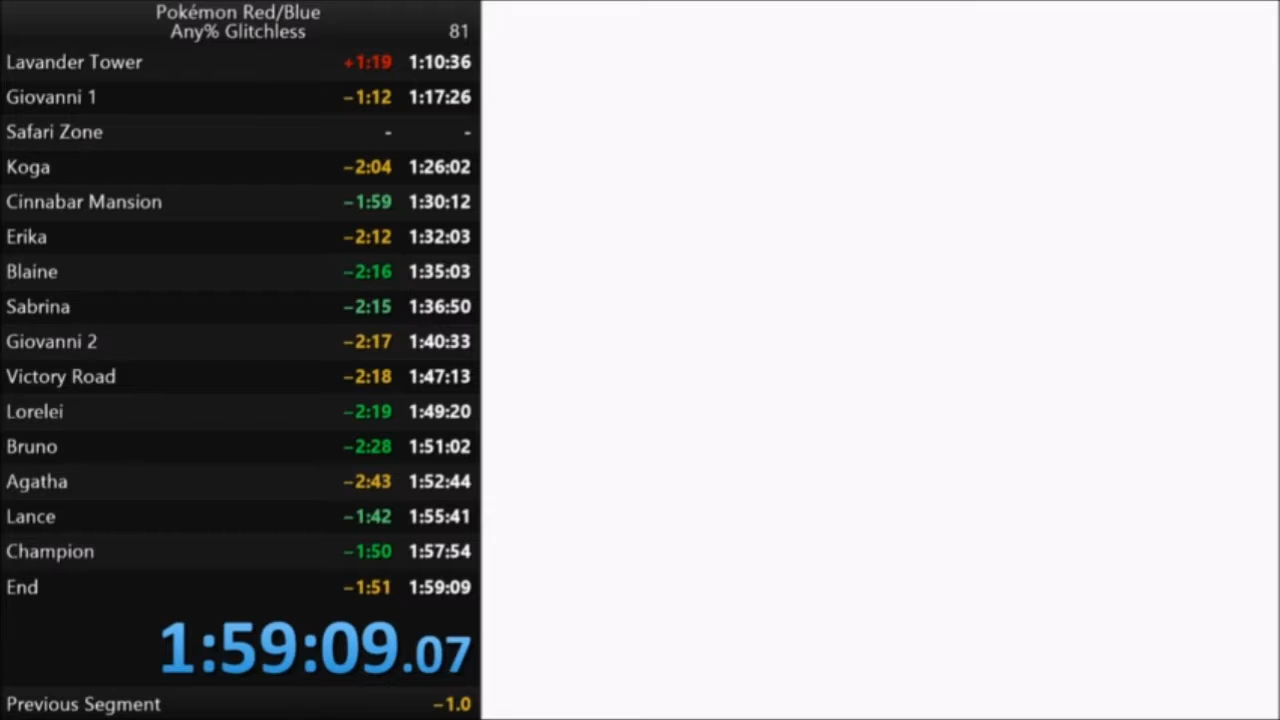 Pokémon Red/Blue
Any% Glitchless 81
Lavander Tower +1:19 1:10:36
Giovanni 1 −1:12 1:17:26
Safari Zone - -
Koga −2:04 1:26:02
Cinnabar Mansion −1:59 1:30:12
Erika −2:12 1:32:03
Blaine −2:16 1:35:03
Sabrina −2:15 1:36:50
Giovanni 2 −2:17 1:40:33
Victory Road −2:18 1:47:13
Lorelei −2:19 1:49:20
Bruno −2:28 1:51:02
Agatha −2:43 1:52:44
Lance −1:42 1:55:41
Champion −1:50 1:57:54
End −1:51 1:59:09
1:59:09.07
Previous Segment −1.0